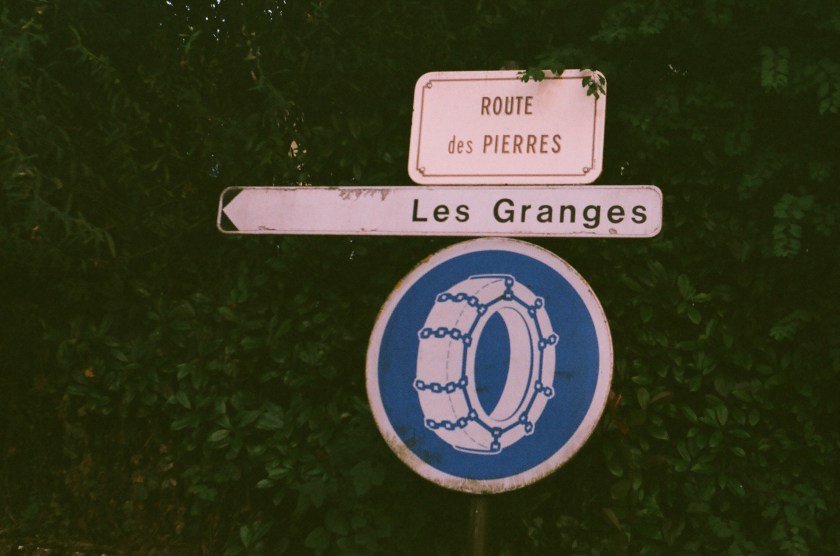 ROUTE
des PIERRES
Les Granges